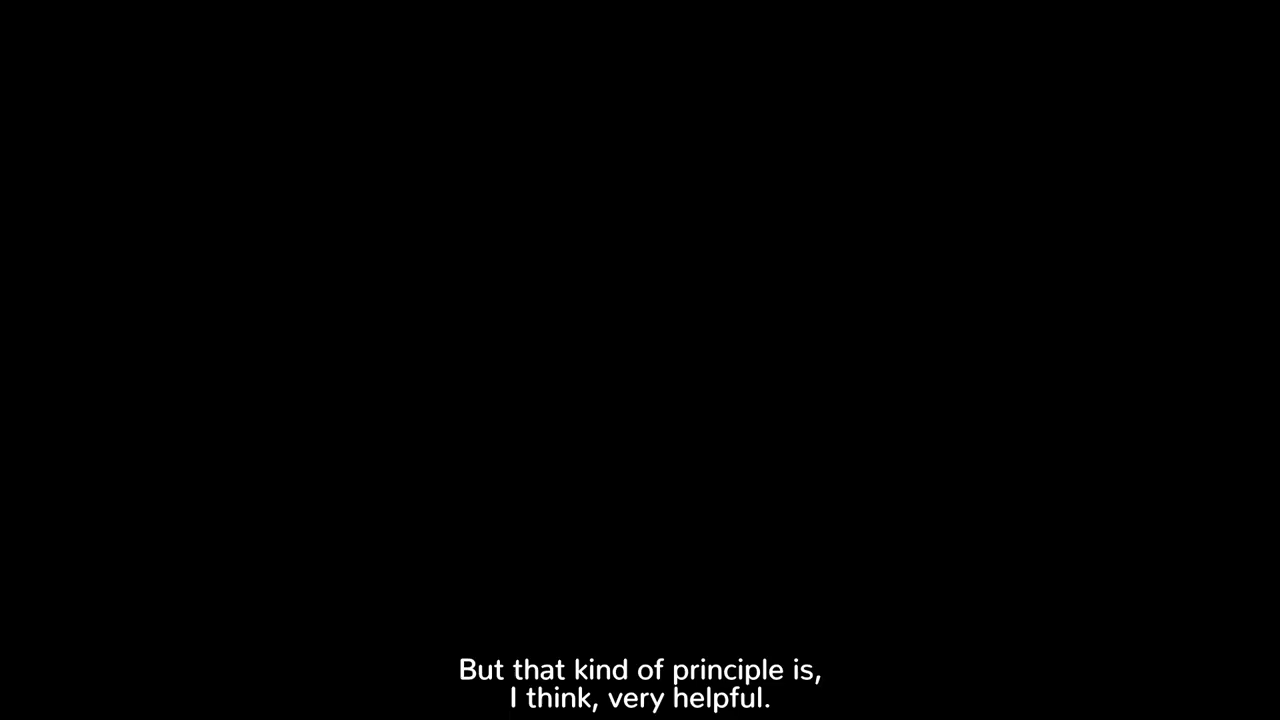 But that kind of principle is,
I think, very helpful.